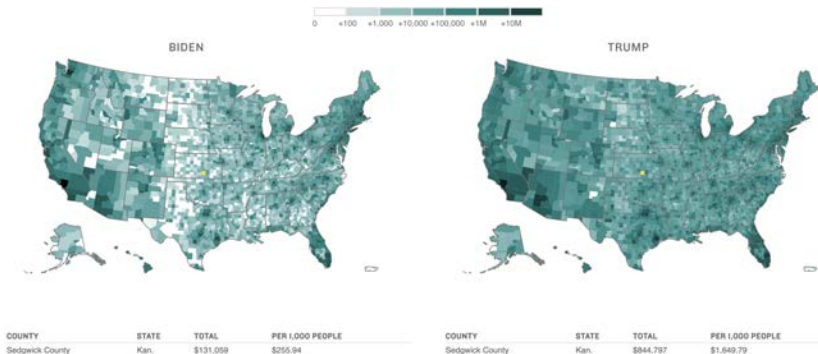 0 +100 +1,000 +10,000 +100,000 +1M +10M
BIDEN
TRUMP
COUNTY STATE TOTAL PER 1,000 PEOPLE
Sedgwick County Kan. $131,059 $255.94
COUNTY STATE TOTAL PER 1,000 PEOPLE
Sedgwick County Kan. $844,797 $1,649.79